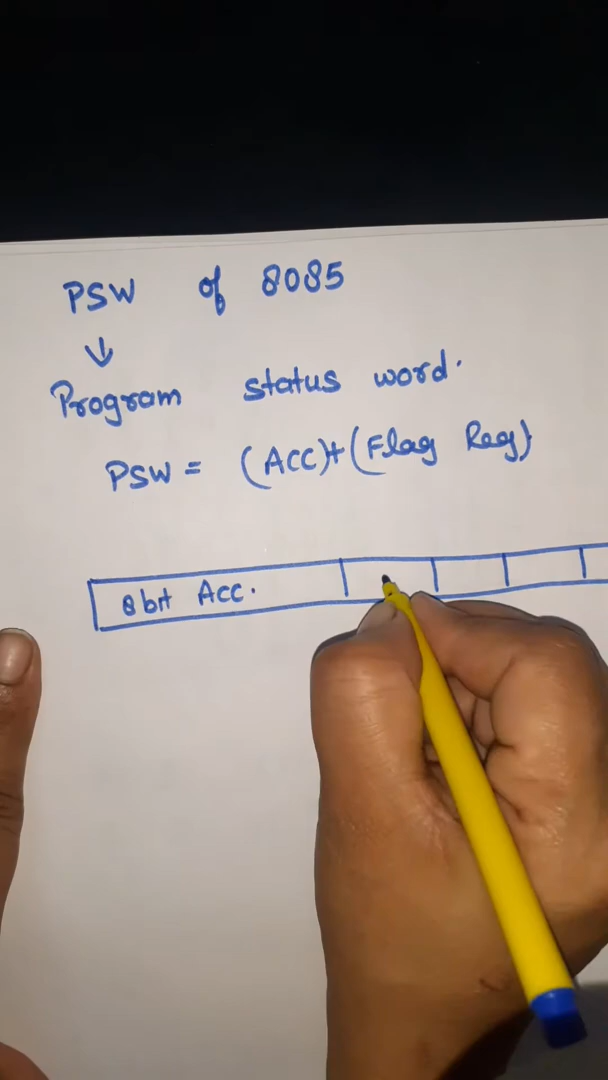 PSW of 8085
↓
Program status word.
PSW = (ACC)+(Flag Reg)
8 bit Acc.